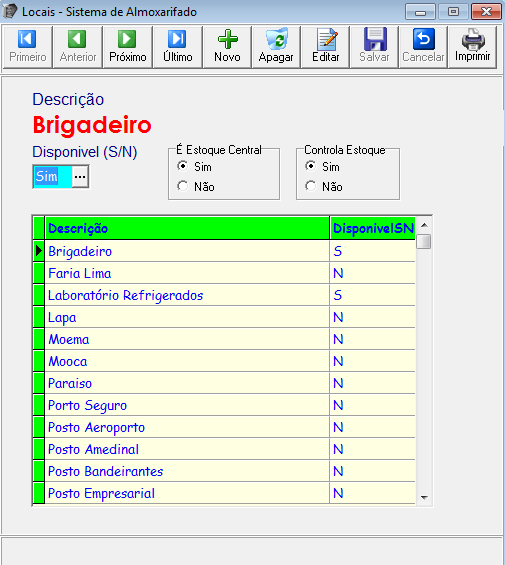 Locais - Sistema de Almoxarifado
Primeiro Anterior Próximo Último Novo Apagar Editar Salvar Cancelar Imprimir
Descrição
Brigadeiro
Disponivel (S/N)
Sim ...
É Estoque Central
Sim
Não
Controla Estoque
Sim
Não
Descrição DisponivelSN
Brigadeiro S
Faria Lima N
Laboratório Refrigerados S
Lapa N
Moema N
Mooca N
Paraiso N
Porto Seguro N
Posto Aeroporto N
Posto Amedinal N
Posto Bandeirantes N
Posto Empresarial N